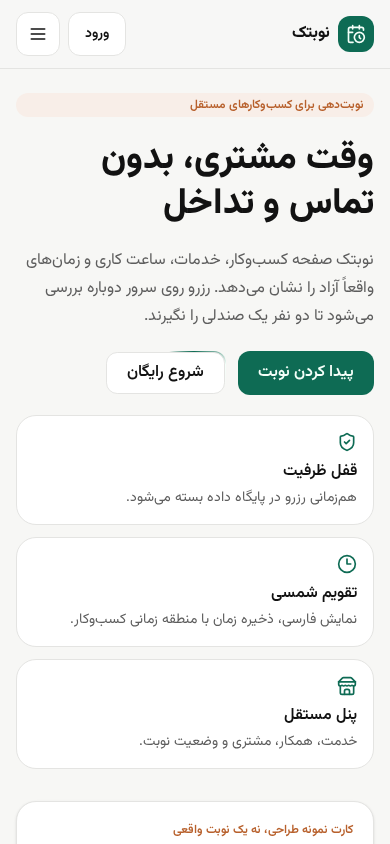 نوبتک
ورود
نوبت‌دهی برای کسب‌وکارهای مستقل
وقت مشتری، بدون
تماس و تداخل
نوبتک صفحه کسب‌وکار، خدمات، ساعت کاری و زمان‌های
واقعاً آزاد را نشان می‌دهد. رزرو روی سرور دوباره بررسی
می‌شود تا دو نفر یک صندلی را نگیرند.
پیدا کردن نوبت
شروع رایگان
قفل ظرفیت
هم‌زمانی رزرو در پایگاه داده بسته می‌شود.
تقویم شمسی
نمایش فارسی، ذخیره زمان با منطقه زمانی کسب‌وکار.
پنل مستقل
خدمت، همکار، مشتری و وضعیت نوبت.
کارت نمونه طراحی، نه یک نوبت واقعی